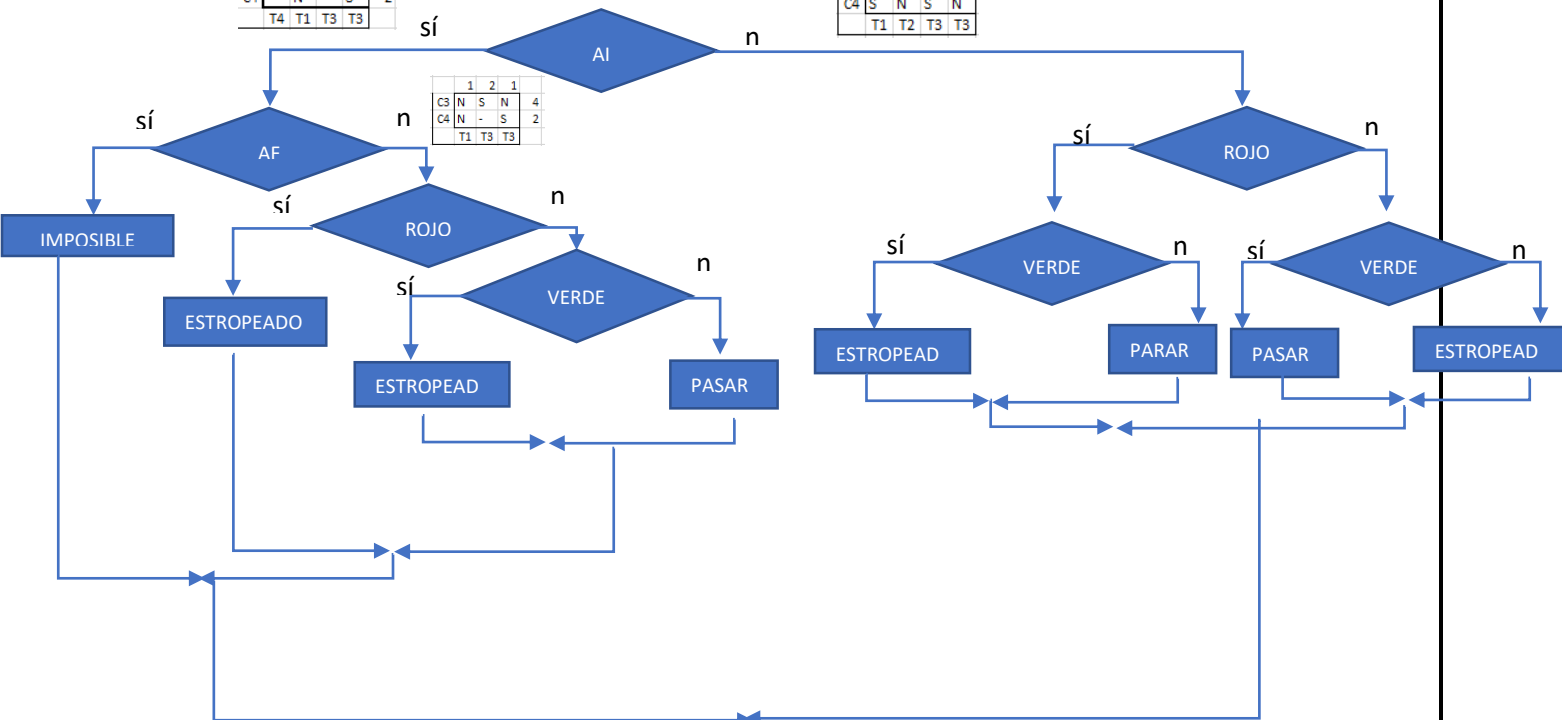 T4 T1 T3 T3
C4 S N S N
T1 T2 T3 T3
sí
AI
n
1 2 1
C3 N S N 4
C4 N - S 2
T1 T3 T3
sí
AF
n
sí
ROJO
n
IMPOSIBLE
sí
ROJO
n
sí
VERDE
n
sí
VERDE
n
ESTROPEADO
sí
VERDE
n
ESTROPEAD
PARAR
PASAR
ESTROPEAD
ESTROPEAD
PASAR